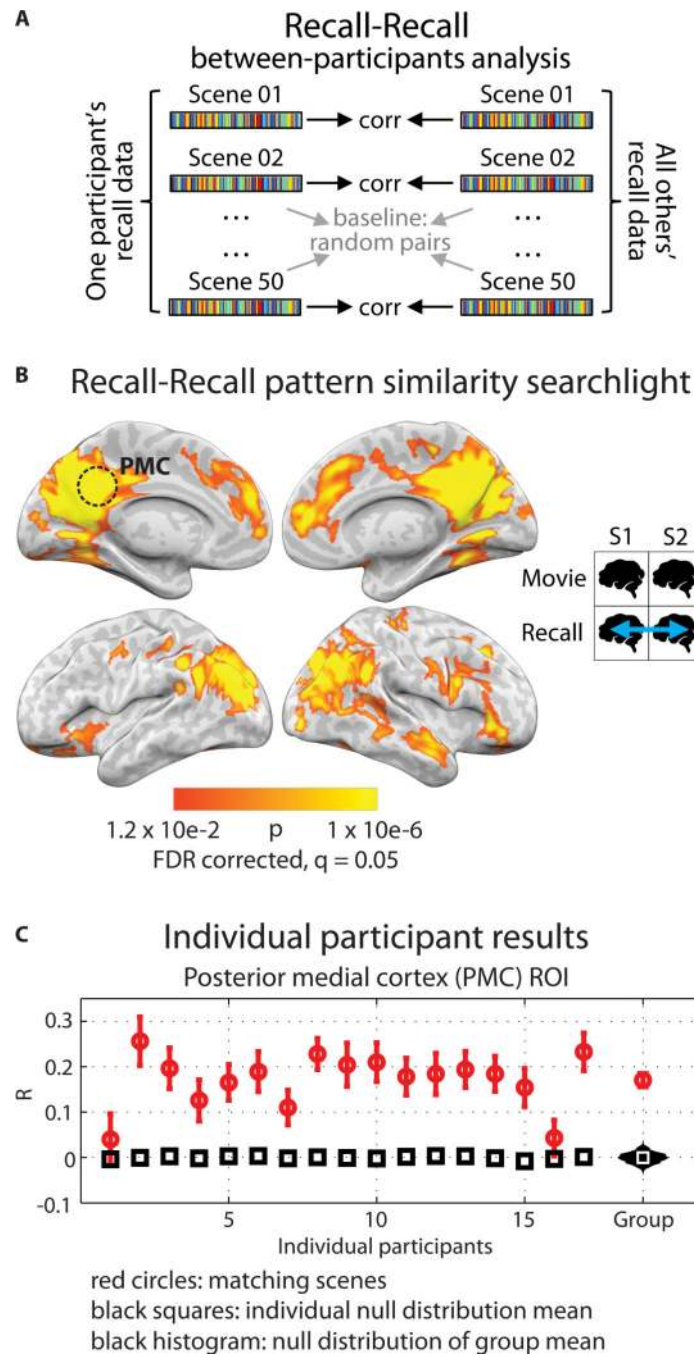 A
Recall-Recall
between-participants analysis
One participant's
recall data
Scene 01 Scene 01
corr
Scene 02 Scene 02
corr
... ...
baseline:
... random pairs ...
Scene 50 Scene 50
corr
All others'
recall data
B Recall-Recall pattern similarity searchlight
PMC
S1 S2
Movie
Recall
1.2 x 10e-2 p 1 x 10e-6
FDR corrected, q = 0.05
C Individual participant results
Posterior medial cortex (PMC) ROI
R
0.3
0.2
0.1
0
-0.1
5 10 15 Group
Individual participants
red circles: matching scenes
black squares: individual null distribution mean
black histogram: null distribution of group mean